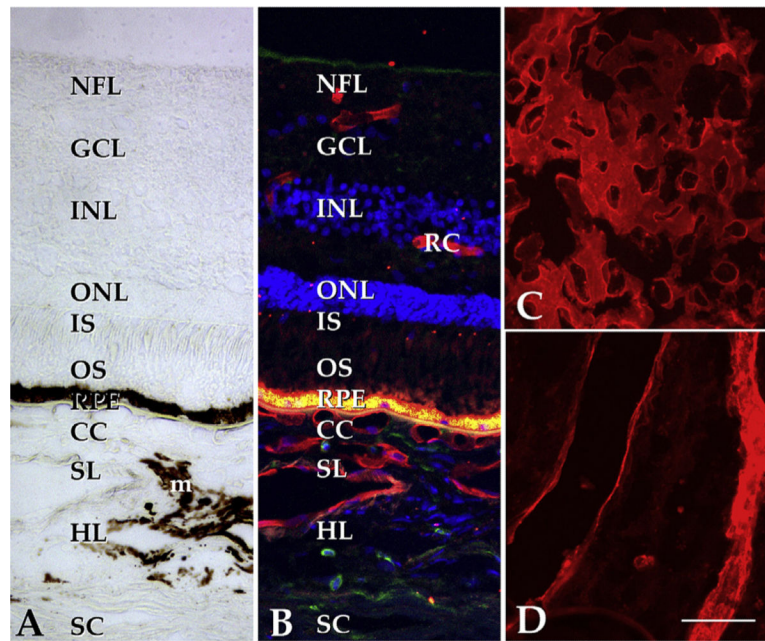 NFL
GCL
INL
ONL
IS
OS
RPE
CC
SL
m
HL
SC
A
NFL
GCL
INL
RC
ONL
IS
OS
RPE
CC
SL
HL
SC
B
C
D